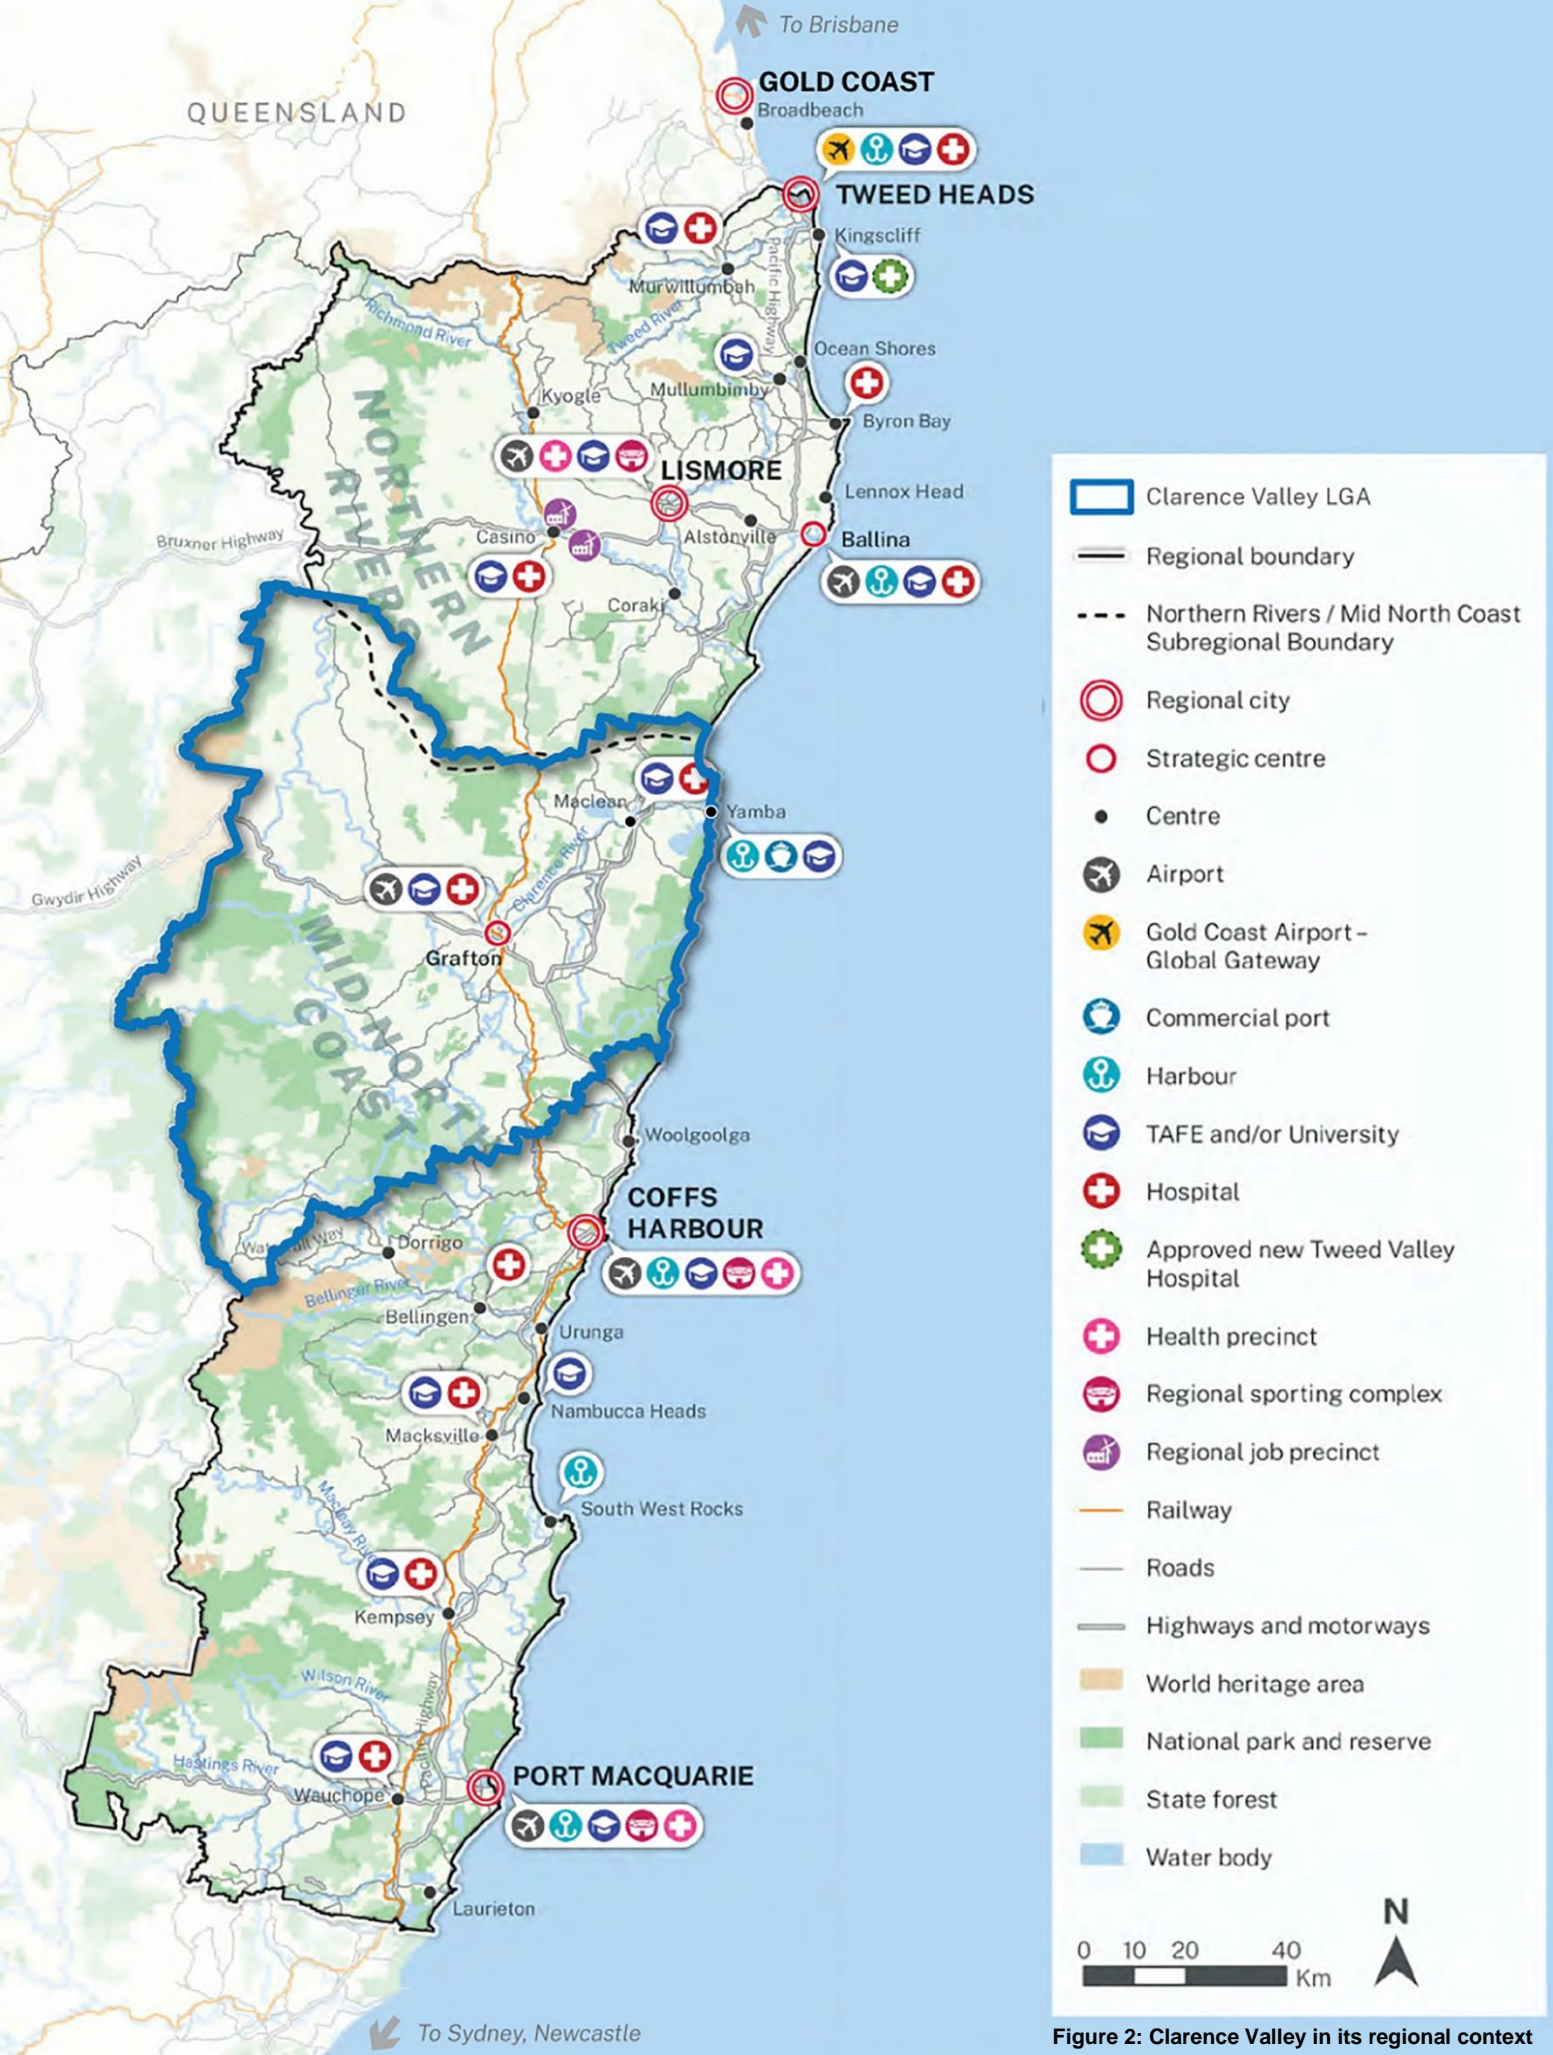 To Brisbane
GOLD COAST
Broadbeach
QUEENSLAND
TWEED HEADS
Kingscliff
Murwillumbah
Pacific Highway
Richmond River
Tweed River
Ocean Shores
Mullumbimby
Kyogle
Byron Bay
LISMORE
Lennox Head
NORTHERN
RIVERS
Bruxner Highway
Casino
Alstonville
Ballina
Coraki
Maclean
Yamba
Clarence River
Gwydir Highway
Grafton
MID NORTH
COAST
Woolgoolga
COFFS
HARBOUR
Waterfall Way
Dorrigo
Bellinger River
Bellingen
Urunga
Nambucca Heads
Macksville
South West Rocks
Macleay River
Kempsey
Wilson River
Pacific Highway
Hastings River
Wauchope
PORT MACQUARIE
Laurieton
To Sydney, Newcastle
Clarence Valley LGA
Regional boundary
Northern Rivers / Mid North Coast
Subregional Boundary
Regional city
Strategic centre
Centre
Airport
Gold Coast Airport –
Global Gateway
Commercial port
Harbour
TAFE and/or University
Hospital
Approved new Tweed Valley
Hospital
Health precinct
Regional sporting complex
Regional job precinct
Railway
Roads
Highways and motorways
World heritage area
National park and reserve
State forest
Water body
N
0 10 20 40
Km
Figure 2: Clarence Valley in its regional context